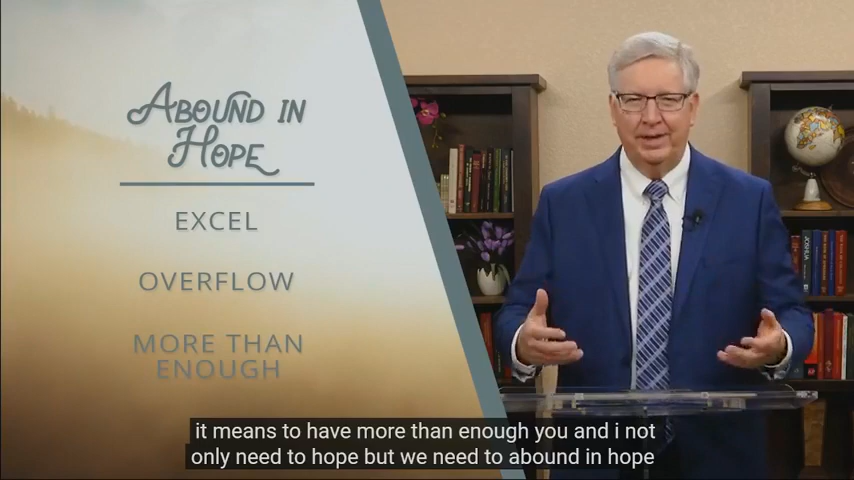 Abound in
Hope
EXCEL
OVERFLOW
MORE THAN
ENOUGH
JOSHUA
it means to have more than enough you and i not
only need to hope but we need to abound in hope